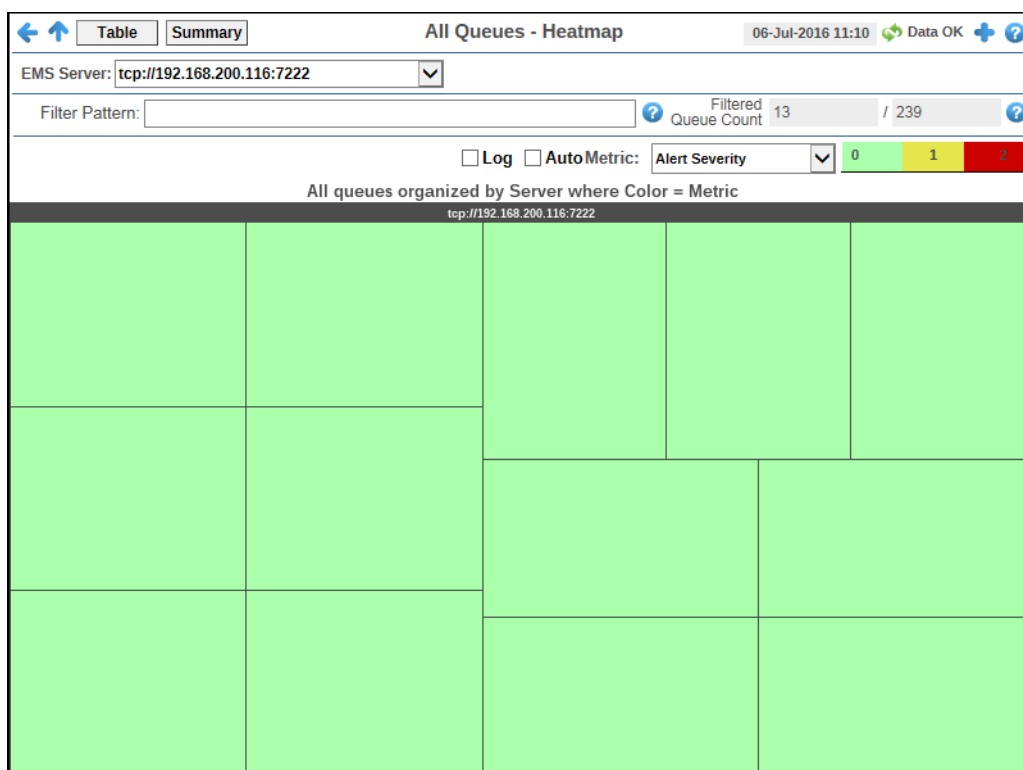 Table Summary All Queues - Heatmap 06-Jul-2016 11:10 Data OK
EMS Server: tcp://192.168.200.116:7222
Filter Pattern: ? Filtered Queue Count 13 / 239 ?
Log Auto Metric: Alert Severity 0 1 2
All queues organized by Server where Color = Metric
tcp://192.168.200.116:7222